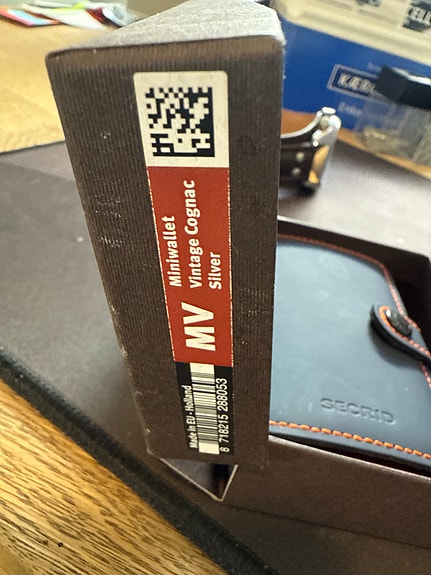 MV
Miniwallet
Vintage Cognac
Silver
Made in EU - Holland
8 718215 288053
SECRID